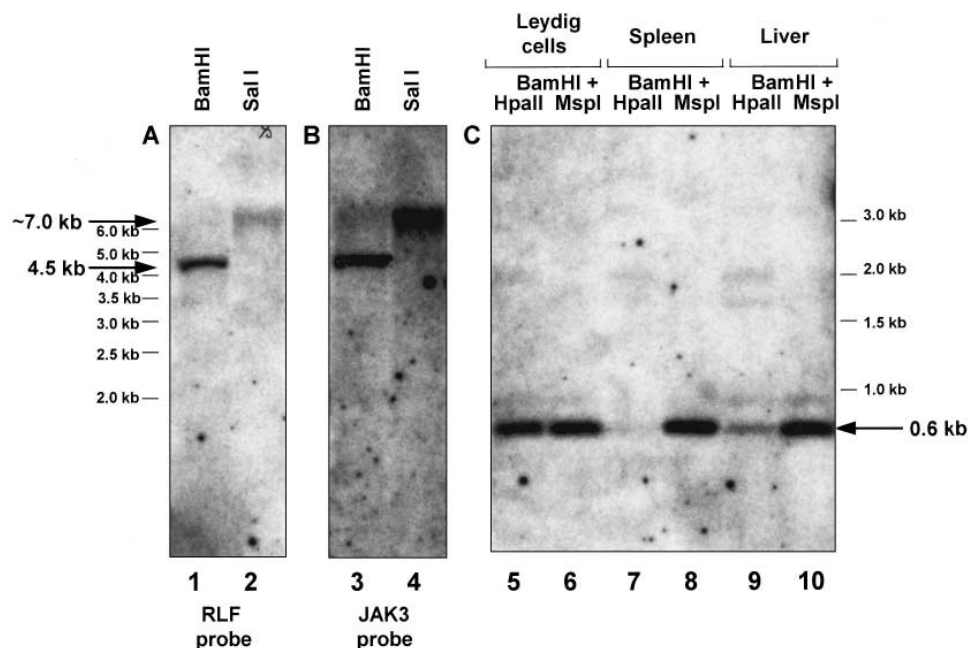 Leydig cells
Spleen
Liver
BamHI
Sal I
BamHI
Sal I
BamHI +
BamHI +
BamHI +
HpaII MspI
HpaII MspI
HpaII MspI
A
B
C
~7.0 kb
6.0 kb
5.0 kb
4.5 kb
4.0 kb
3.5 kb
3.0 kb
2.5 kb
2.0 kb
3.0 kb
2.0 kb
1.5 kb
1.0 kb
0.6 kb
1 2
3 4
5 6 7 8 9 10
RLF
probe
JAK3
probe